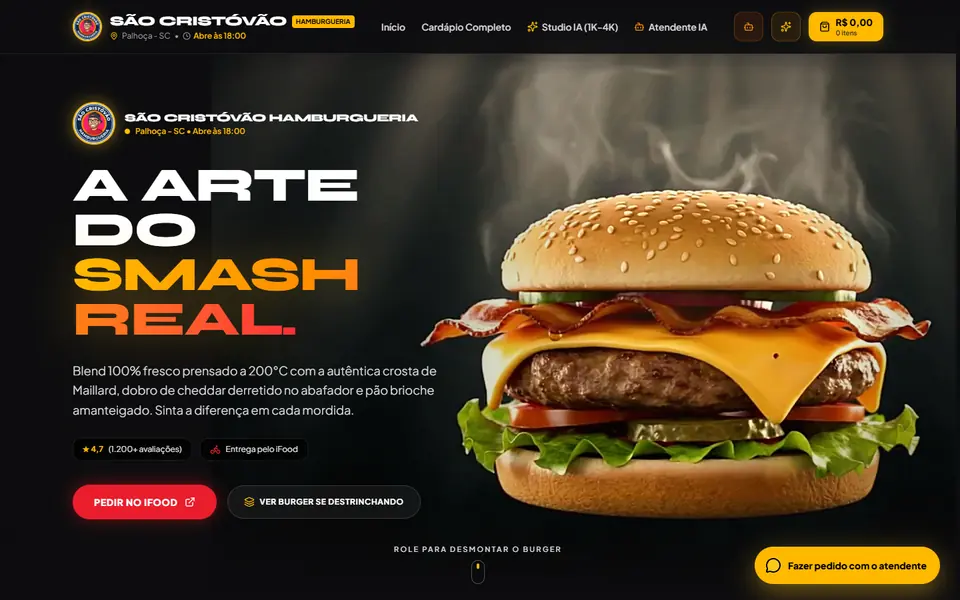 SÃO CRISTÓVÃO HAMBURGUERIA
Palhoça - SC • Abre às 18:00
Início
Cardápio Completo
Studio IA (1K-4K)
Atendente IA
R$ 0,00
0 itens
SÃO CRISTÓVÃO HAMBURGUERIA
Palhoça - SC • Abre às 18:00
A ARTE
DO
SMASH
REAL.
Blend 100% fresco prensado a 200°C com a autêntica crosta de
Maillard, dobro de cheddar derretido no abafador e pão brioche
amanteigado. Sinta a diferença em cada mordida.
4,7 (1.200+ avaliações)
Entrega pelo iFood
PEDIR NO IFOOD
VER BURGER SE DESTRINCHANDO
ROLE PARA DESMONTAR O BURGER
Fazer pedido com o atendente